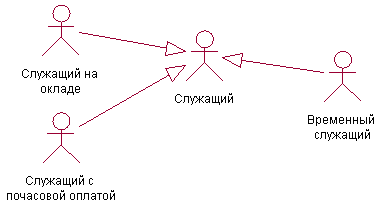 Служащий на
окладе
Служащий
Временный
служащий
Служащий с
почасовой оплатой